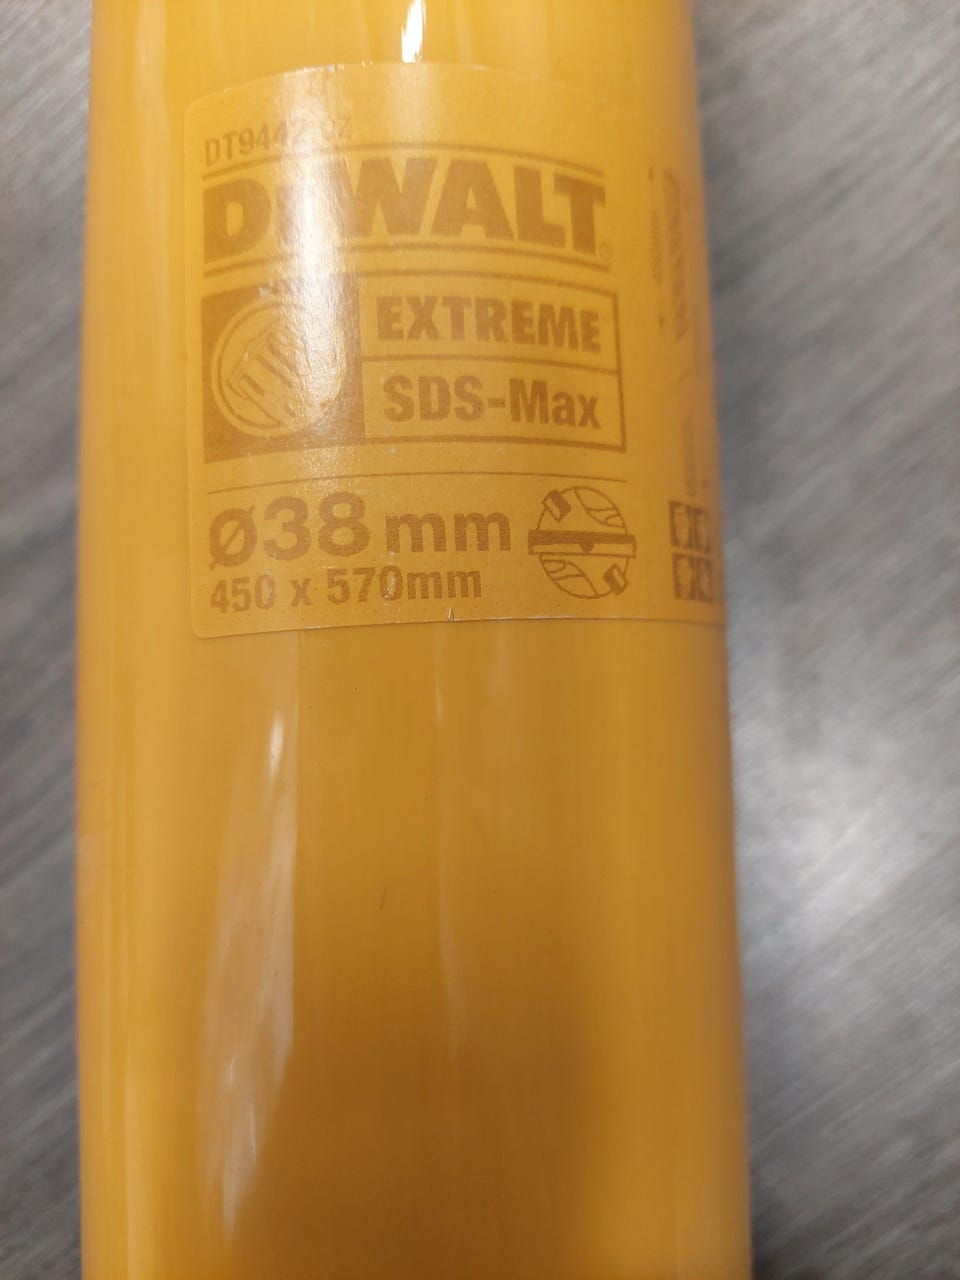 DEWALT
EXTREME
SDS-Max
Ø38 mm
450 x 570mm